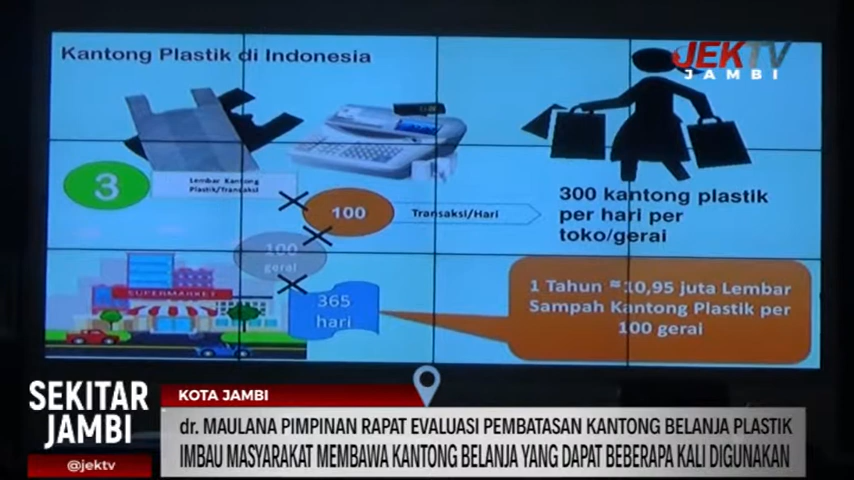 Kantong Plastik di Indonesia
JEKTV
JAMBI
3
Lembar Kantong
Plastik/Transaksi
100
Transaksi/Hari
300 kantong plastik
per hari per
toko/gerai
100
gerai
365
hari
SUPERMARKET
1 Tahun ≈10,95 juta Lembar
Sampah Kantong Plastik per
100 gerai
SEKITAR
JAMBI
@jektv
KOTA JAMBI
dr. MAULANA PIMPINAN RAPAT EVALUASI PEMBATASAN KANTONG BELANJA PLASTIK
IMBAU MASYARAKAT MEMBAWA KANTONG BELANJA YANG DAPAT BEBERAPA KALI DIGUNAKAN